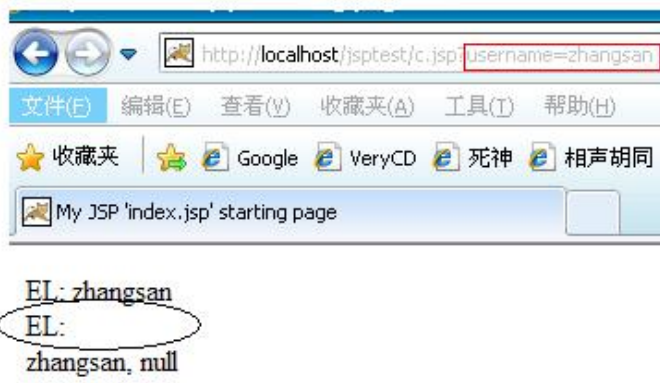 http://localhost/jsptest/c.jsp?username=zhangsan
文件(F) 编辑(E) 查看(V) 收藏夹(A) 工具(T) 帮助(H)
收藏夹 Google VeryCD 死神 相声胡同
My JSP 'index.jsp' starting page
EL: zhangsan
EL:
zhangsan, null